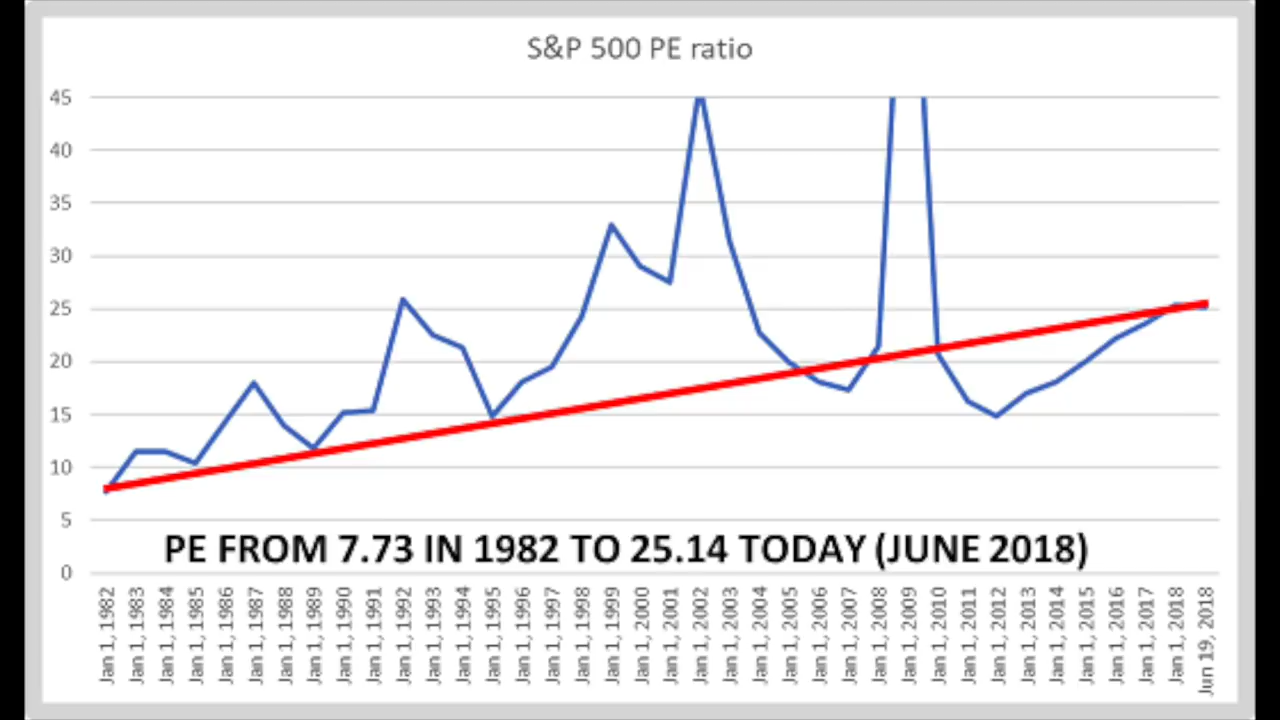 S&P 500 PE ratio
45
40
35
30
25
20
15
10
5
0
PE FROM 7.73 IN 1982 TO 25.14 TODAY (JUNE 2018)
Jan 1, 1982
Jan 1, 1983
Jan 1, 1984
Jan 1, 1985
Jan 1, 1986
Jan 1, 1987
Jan 1, 1988
Jan 1, 1989
Jan 1, 1990
Jan 1, 1991
Jan 1, 1992
Jan 1, 1993
Jan 1, 1994
Jan 1, 1995
Jan 1, 1996
Jan 1, 1997
Jan 1, 1998
Jan 1, 1999
Jan 1, 2000
Jan 1, 2001
Jan 1, 2002
Jan 1, 2003
Jan 1, 2004
Jan 1, 2005
Jan 1, 2006
Jan 1, 2007
Jan 1, 2008
Jan 1, 2009
Jan 1, 2010
Jan 1, 2011
Jan 1, 2012
Jan 1, 2013
Jan 1, 2014
Jan 1, 2015
Jan 1, 2016
Jan 1, 2017
Jan 1, 2018
Jun 19, 2018